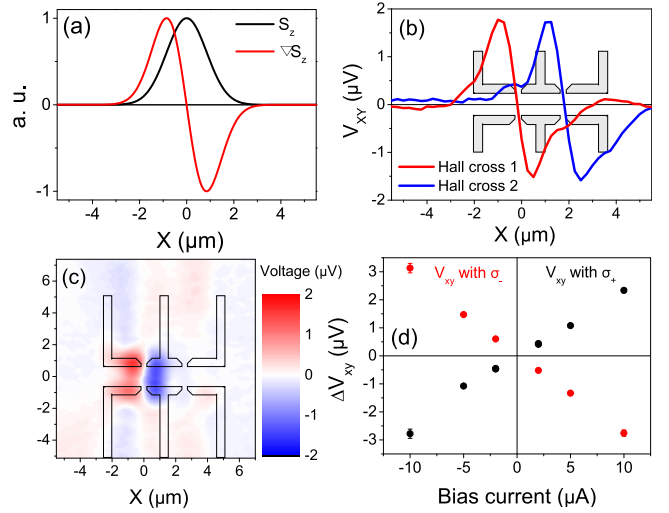 (a)
S_z
▽S_z
a. u.
1
0
-1
-4 -2 0 2 4
X (μm)
(b)
V_XY (μV)
2
1
0
-1
-2
Hall cross 1
Hall cross 2
-4 -2 0 2 4
X (μm)
(c)
Voltage (μV)
6
4
2
0
-2
-4
2
1
0
-1
-2
-4 -2 0 2 4 6 8
X (μm)
V_xy with σ_-
V_xy with σ_+
(d)
ΔV_xy (μV)
3
2
1
0
-1
-2
-3
-10 -5 0 5 10
Bias current (μA)